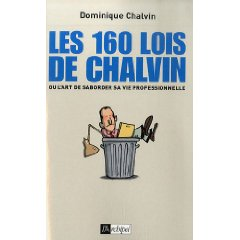 Dominique Chalvin
LES 160 LOIS
DE CHALVIN
OU L'ART DE SABORDER SA VIE PROFESSIONNELLE
l'Archipel